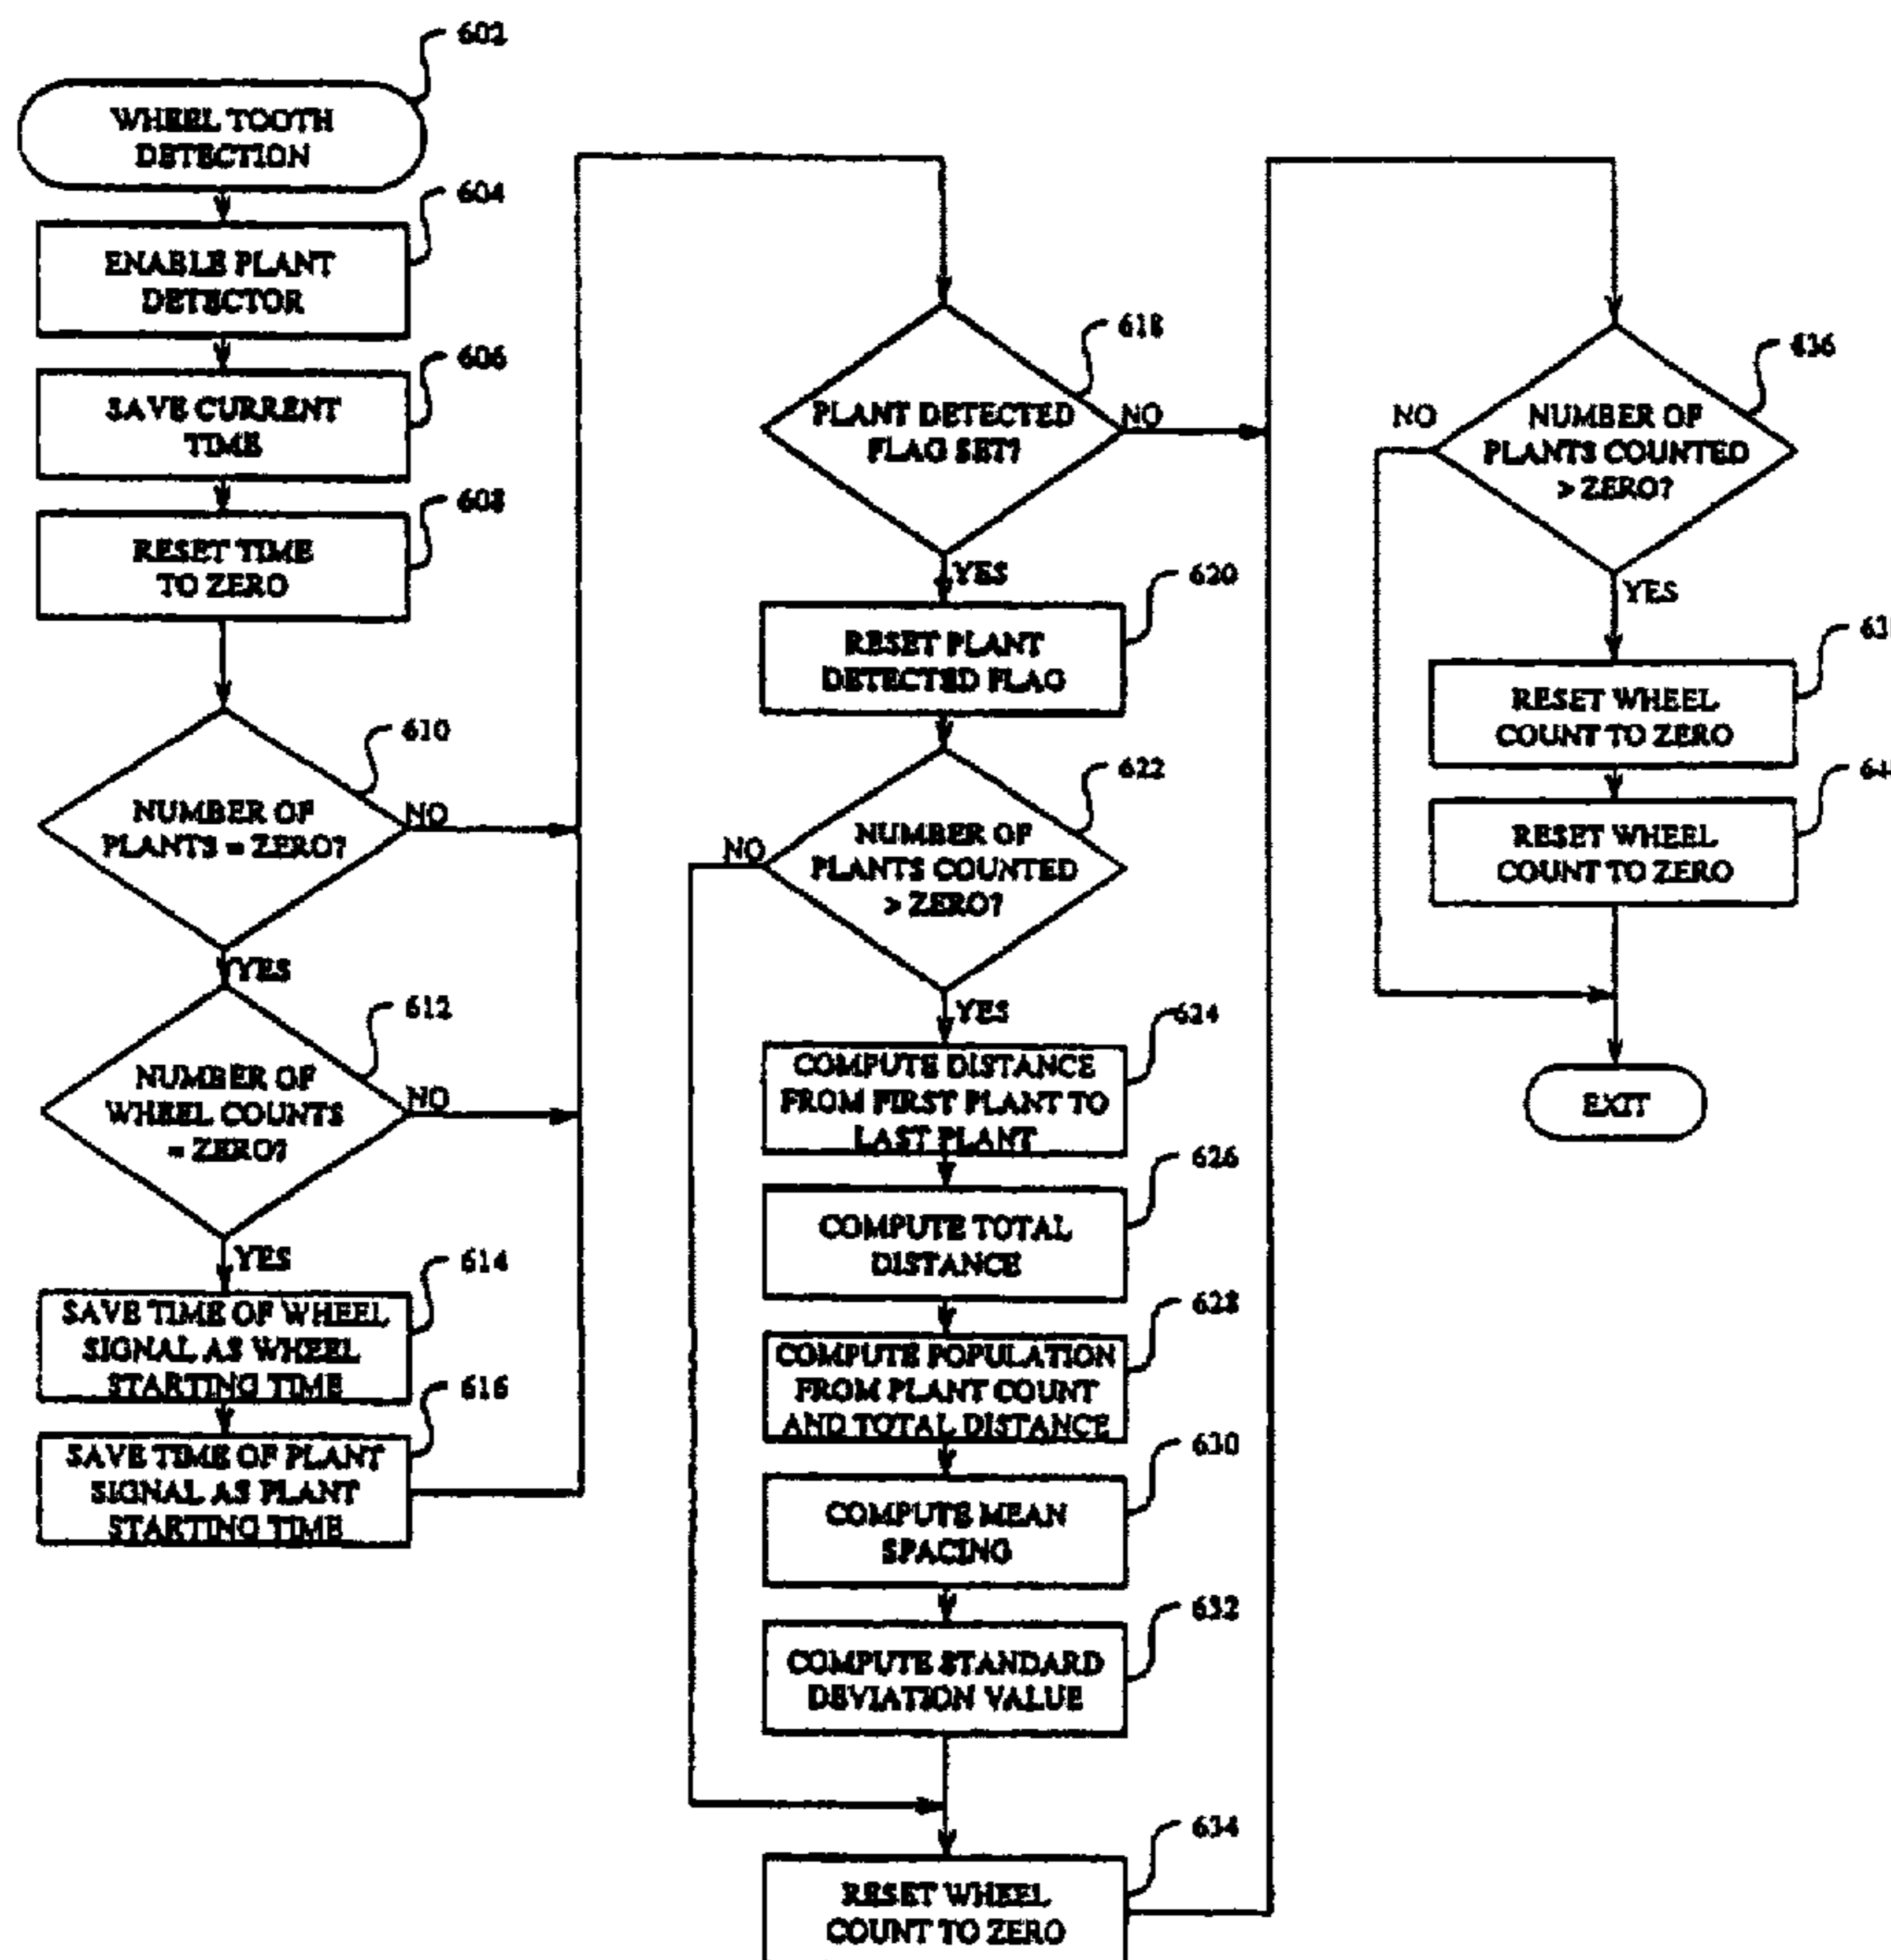 602
WHEEL TOOTH
DETECTION
604
ENABLE PLANT
DETECTOR
606
SAVE CURRENT
TIME
608
RESET TIME
TO ZERO
610
NUMBER OF
PLANTS = ZERO?
NO
YES
612
NUMBER OF
WHEEL COUNTS
= ZERO?
NO
YES
614
SAVE TIME OF WHEEL
SIGNAL AS WHEEL
STARTING TIME
616
SAVE TIME OF PLANT
SIGNAL AS PLANT
STARTING TIME
618
PLANT DETECTED
FLAG SET?
NO
YES
620
RESET PLANT
DETECTED FLAG
622
NUMBER OF
PLANTS COUNTED
> ZERO?
NO
YES
624
COMPUTE DISTANCE
FROM FIRST PLANT TO
LAST PLANT
626
COMPUTE TOTAL
DISTANCE
628
COMPUTE POPULATION
FROM PLANT COUNT
AND TOTAL DISTANCE
630
COMPUTE MEAN
SPACING
632
COMPUTE STANDARD
DEVIATION VALUE
634
RESET WHEEL
COUNT TO ZERO
636
NO
NUMBER OF
PLANTS COUNTED
> ZERO?
YES
RESET WHEEL
COUNT TO ZERO
RESET WHEEL
COUNT TO ZERO
EXIT